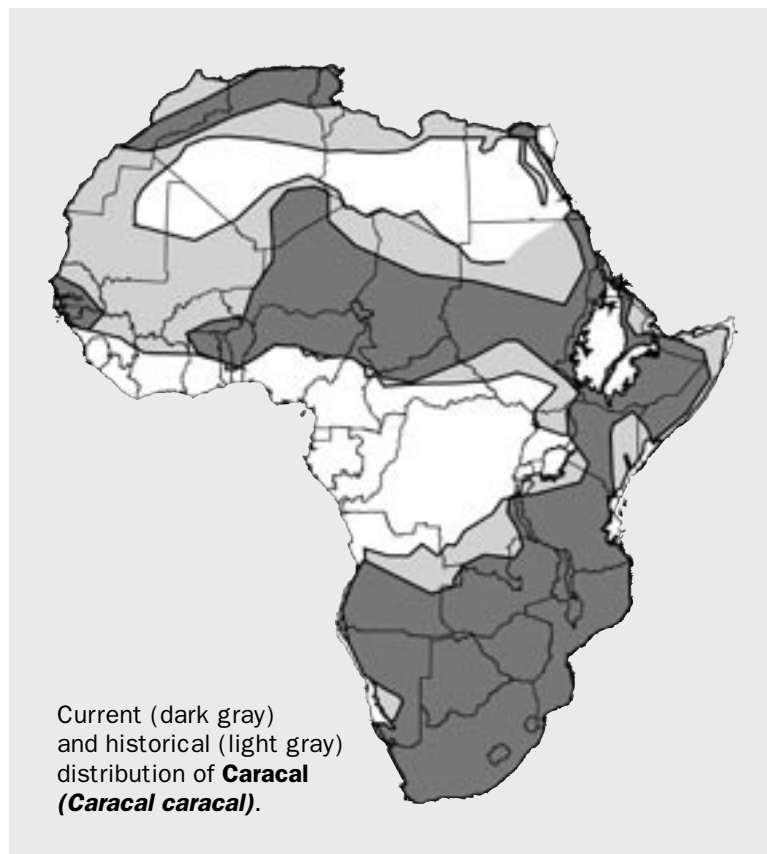 Current (dark gray)
and historical (light gray)
distribution of Caracal
(Caracal caracal).